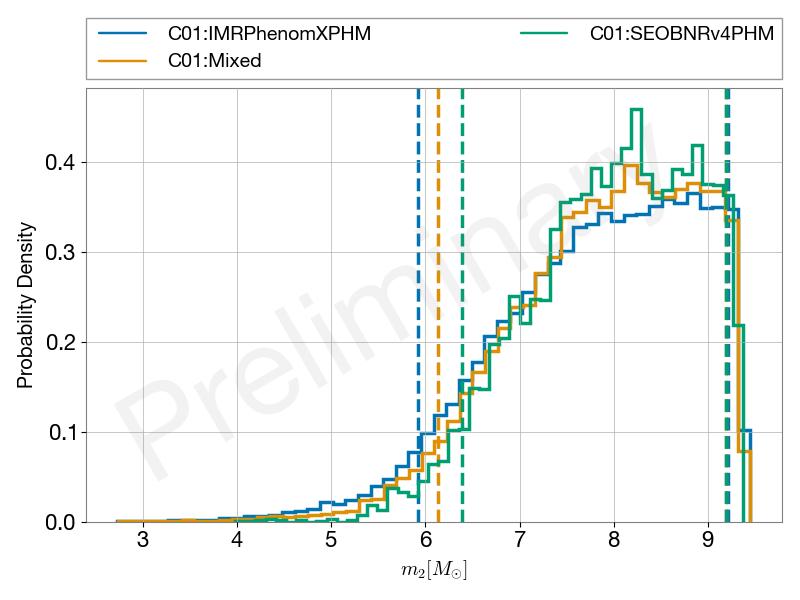 C01:IMRPhenomXPHM
C01:SEOBNRv4PHM
C01:Mixed
Preliminary
Probability Density
0.4
0.3
0.2
0.1
0.0
3 4 5 6 7 8 9
m₂[M☉]